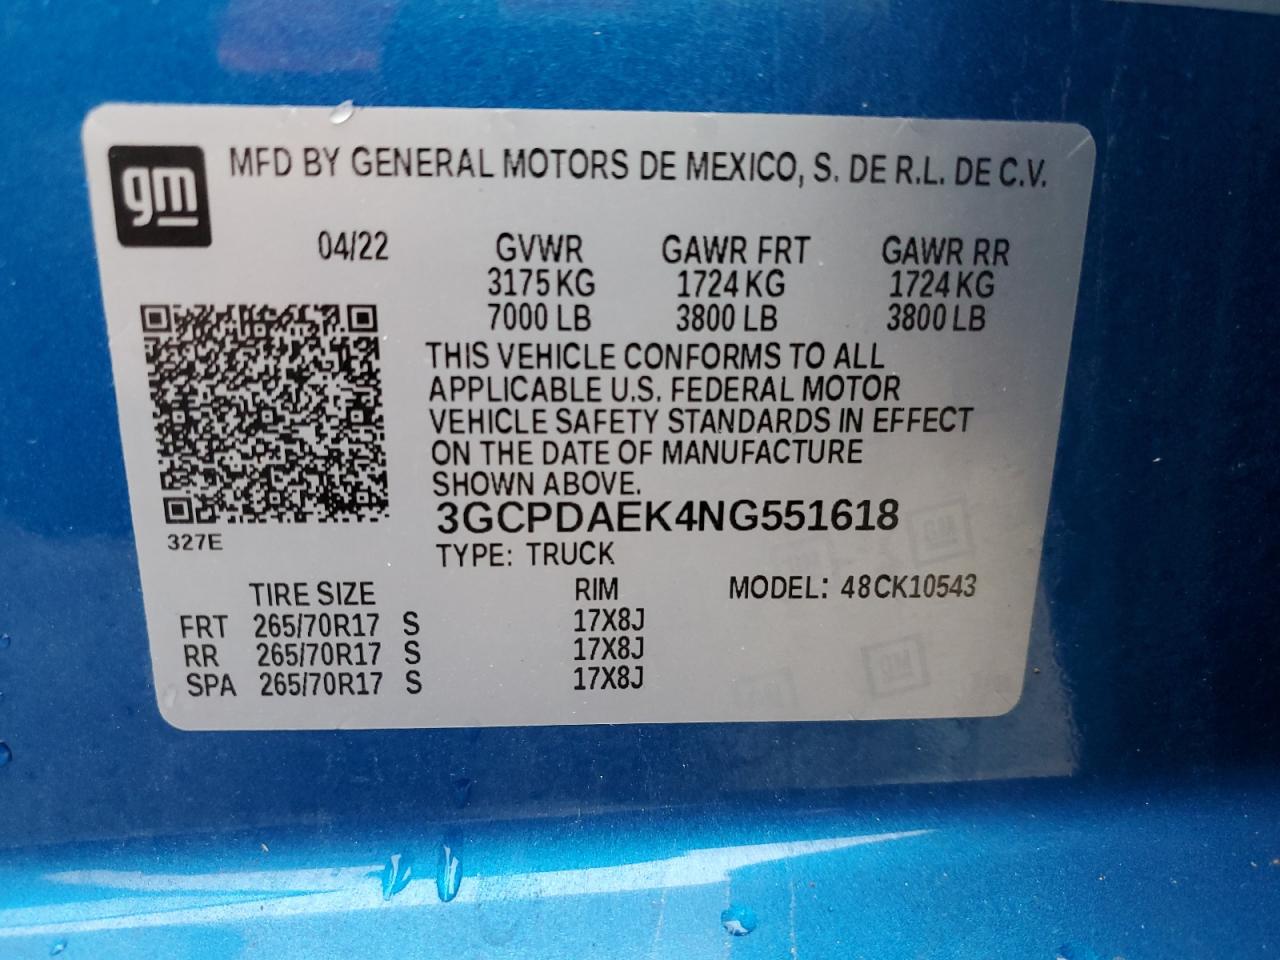 gm
MFD BY GENERAL MOTORS DE MEXICO, S. DE R.L. DE C.V.
04/22 GVWR GAWR FRT GAWR RR
3175 KG 1724 KG 1724 KG
7000 LB 3800 LB 3800 LB
THIS VEHICLE CONFORMS TO ALL
APPLICABLE U.S. FEDERAL MOTOR
VEHICLE SAFETY STANDARDS IN EFFECT
ON THE DATE OF MANUFACTURE
SHOWN ABOVE.
3GCPDAEK4NG551618
327E
TYPE: TRUCK
TIRE SIZE RIM MODEL: 48CK10543
FRT 265/70R17 S 17X8J
RR 265/70R17 S 17X8J
SPA 265/70R17 S 17X8J